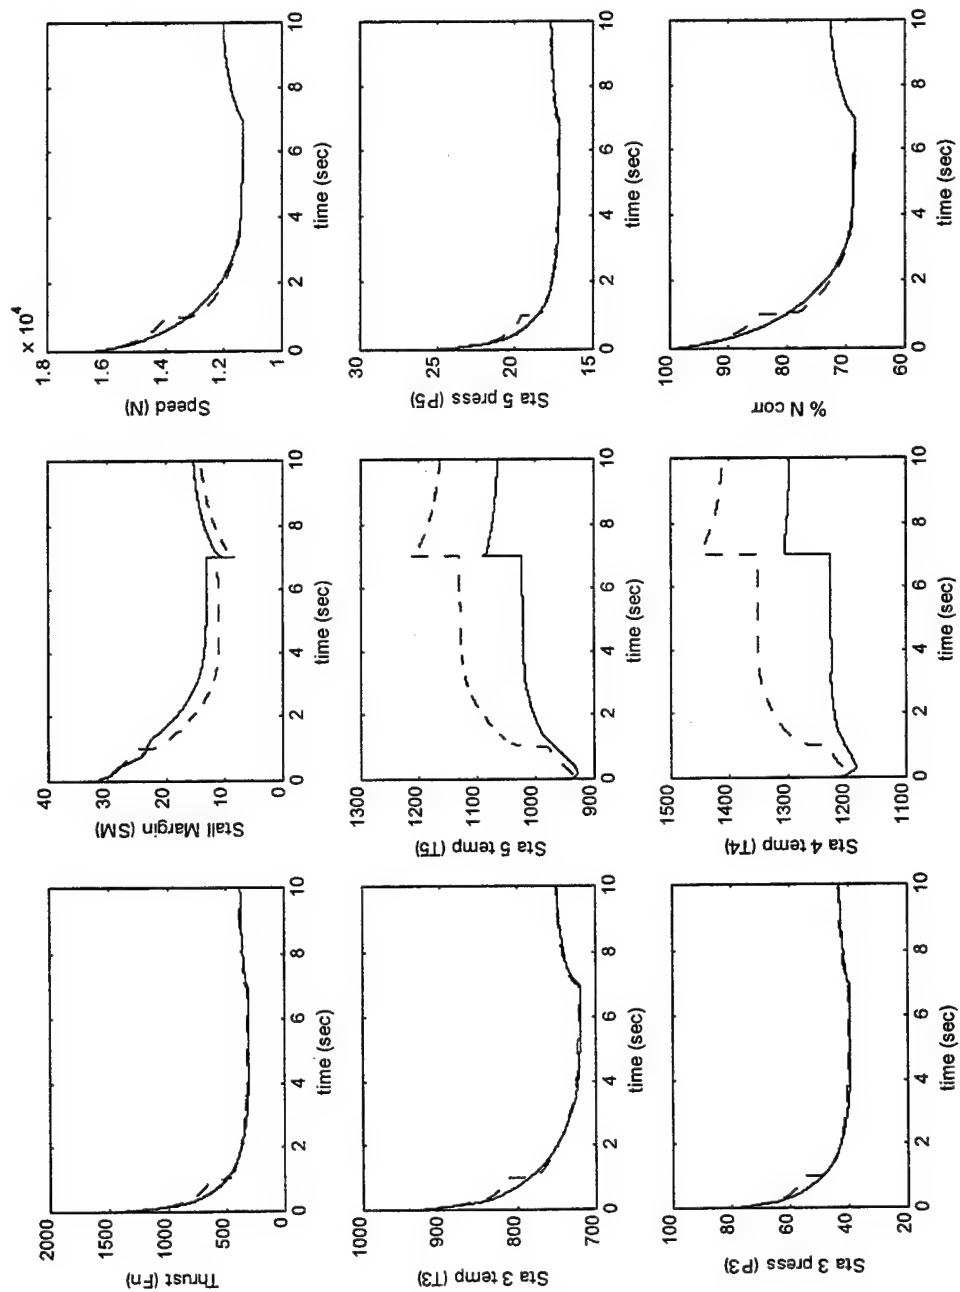 2000
1500
1000
500
0
Thrust (Fn)
0 2 4 6 8 10
time (sec)
40
30
20
10
0
Stall Margin (SM)
0 2 4 6 8 10
time (sec)
x 10^4
1.8
1.6
1.4
1.2
1
Speed (N)
0 2 4 6 8 10
time (sec)
1000
900
800
700
Sta 3 temp (T3)
0 2 4 6 8 10
time (sec)
1300
1200
1100
1000
900
Sta 5 temp (T5)
0 2 4 6 8 10
time (sec)
30
25
20
15
Sta 5 press (P5)
0 2 4 6 8 10
time (sec)
100
80
60
40
20
Sta 3 press (P3)
0 2 4 6 8 10
time (sec)
1500
1400
1300
1200
1100
Sta 4 temp (T4)
0 2 4 6 8 10
time (sec)
100
90
80
70
60
% N corr
0 2 4 6 8 10
time (sec)